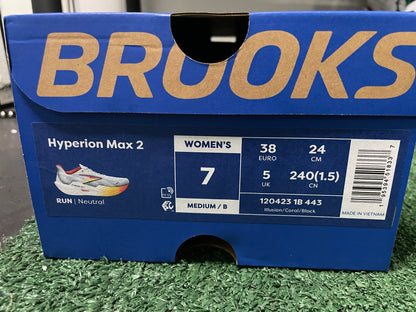 BROOKS
Hyperion Max 2
RUN | Neutral
WOMEN'S
7
MEDIUM / B
38
EURO
24
CM
5
UK
240(1.5)
CN
120423 1B 443
Illusion/Coral/Black
MADE IN VIETNAM